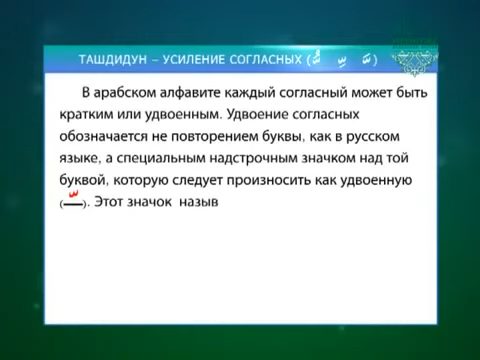 ТАШДИДУН – УСИЛЕНИЕ СОГЛАСНЫХ (سَّ سِّ سُّ)
В арабском алфавите каждый согласный может быть
кратким или удвоенным. Удвоение согласных
обозначается не повторением буквы, как в русском
языке, а специальным надстрочным значком над той
буквой, которую следует произносить как удвоенную
(ـّـ). Этот значок назыв